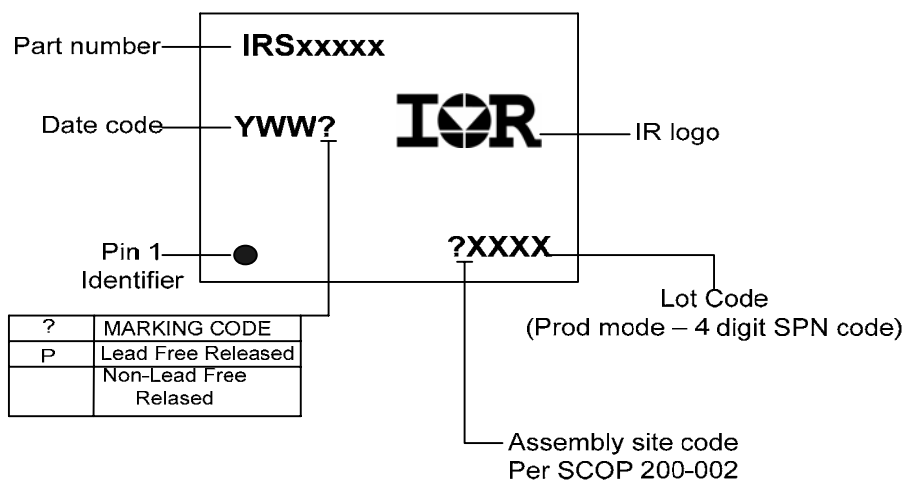 Part number
IRSxxxxx
Date code
YWW?
IOR
IR logo
Pin 1
Identifier
?XXXX
Lot Code
(Prod mode – 4 digit SPN code)
? MARKING CODE
P Lead Free Released
Non-Lead Free
Relased
Assembly site code
Per SCOP 200-002